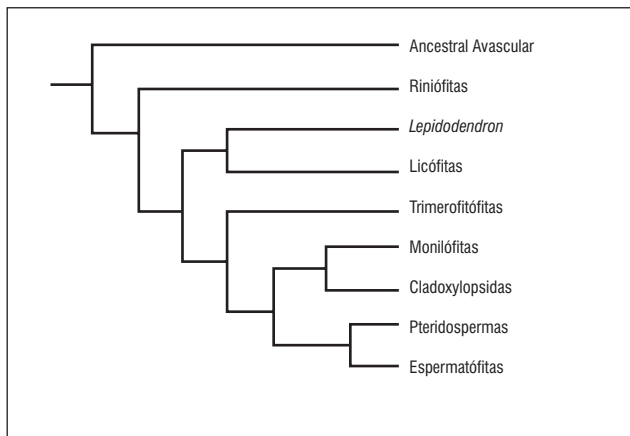 Ancestral Avascular
Riniófitas
Lepidodendron
Licófitas
Trimerofitófitas
Monilófitas
Cladoxylopsidas
Pteridospermas
Espermatófitas